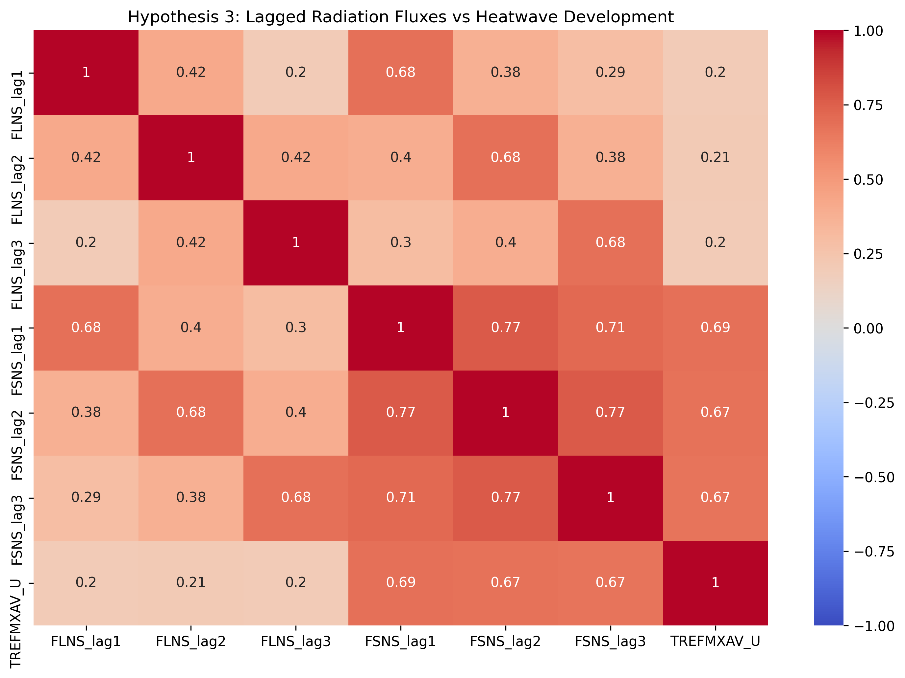 Hypothesis 3: Lagged Radiation Fluxes vs Heatwave Development
FLNS_lag1 1 0.42 0.2 0.68 0.38 0.29 0.2
FLNS_lag2 0.42 1 0.42 0.4 0.68 0.38 0.21
FLNS_lag3 0.2 0.42 1 0.3 0.4 0.68 0.2
FSNS_lag1 0.68 0.4 0.3 1 0.77 0.71 0.69
FSNS_lag2 0.38 0.68 0.4 0.77 1 0.77 0.67
FSNS_lag3 0.29 0.38 0.68 0.71 0.77 1 0.67
TREFMXAV_U 0.2 0.21 0.2 0.69 0.67 0.67 1
FLNS_lag1 FLNS_lag2 FLNS_lag3 FSNS_lag1 FSNS_lag2 FSNS_lag3 TREFMXAV_U
1.00
0.75
0.50
0.25
0.00
−0.25
−0.50
−0.75
−1.00